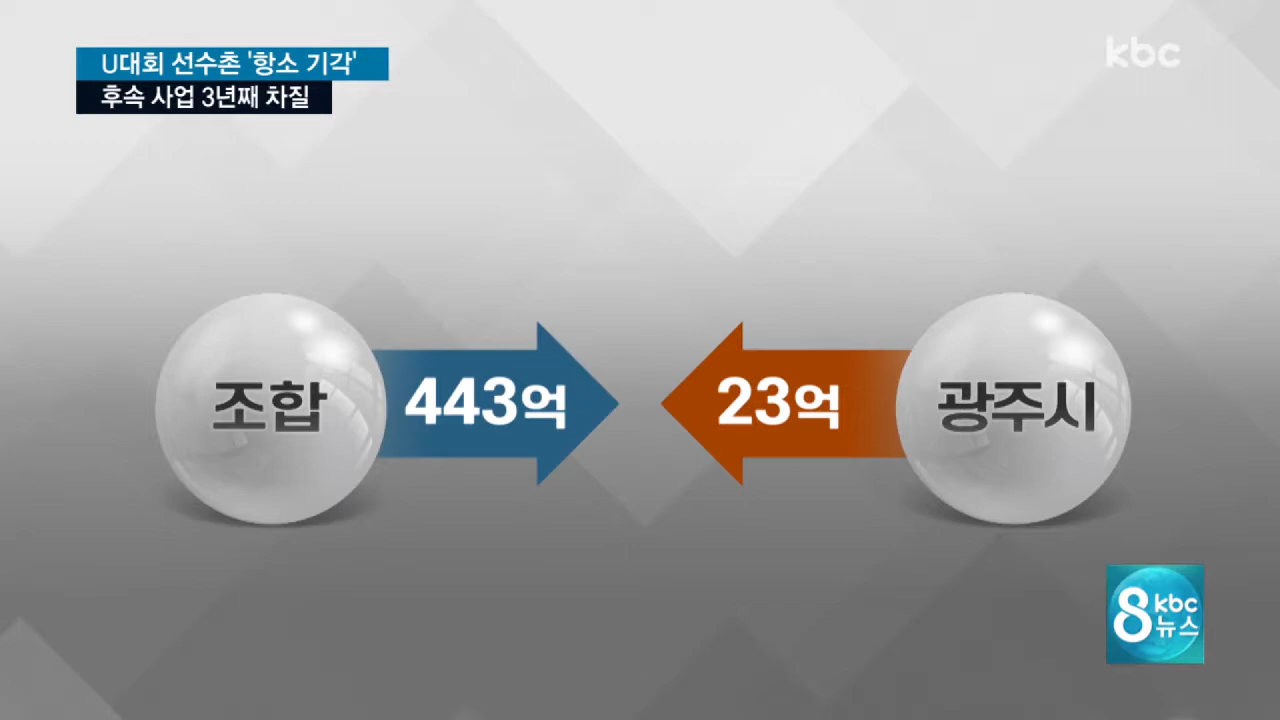 U대회 선수촌 '항소 기각'
후속 사업 3년째 차질
kbc
조합
443억
23억
광주시
8 kbc
뉴스